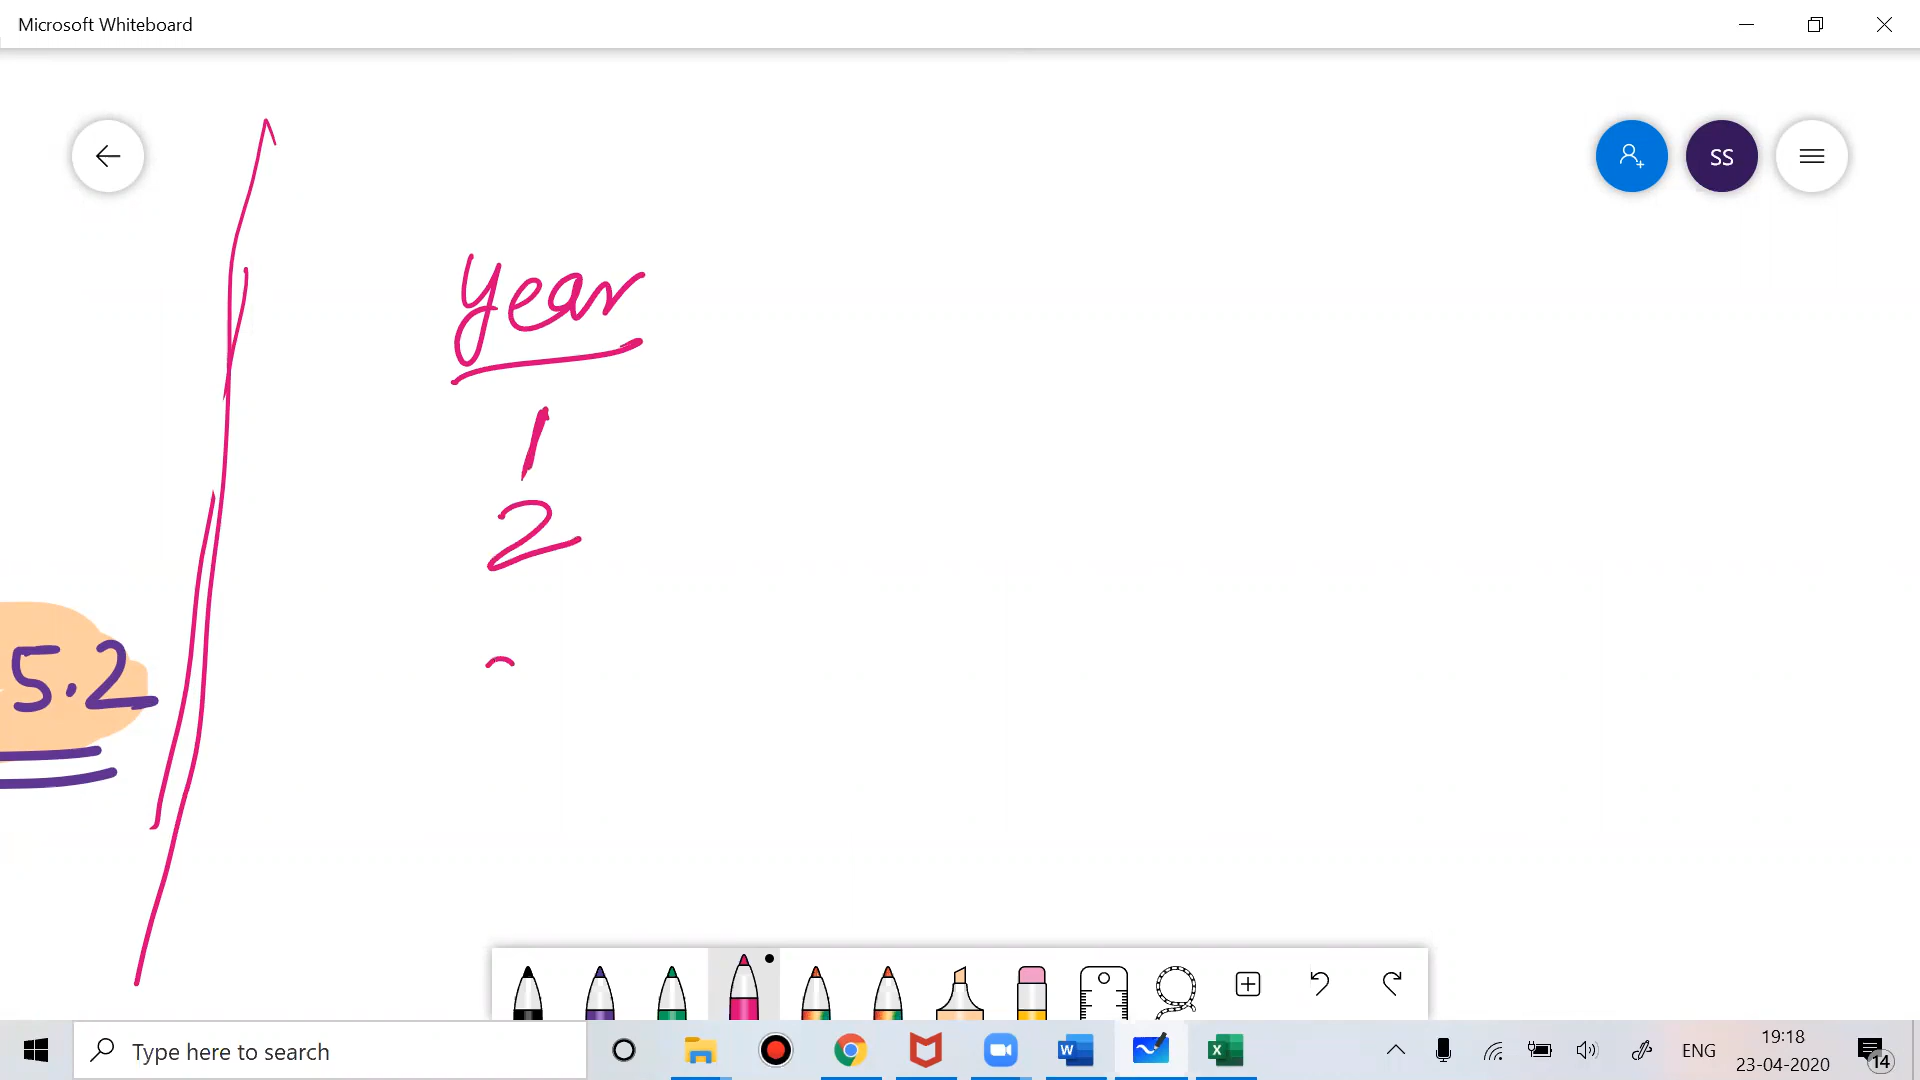 Microsoft Whiteboard
SS
year
1
2
5.2
Type here to search
ENG
19:18
23-04-2020
14